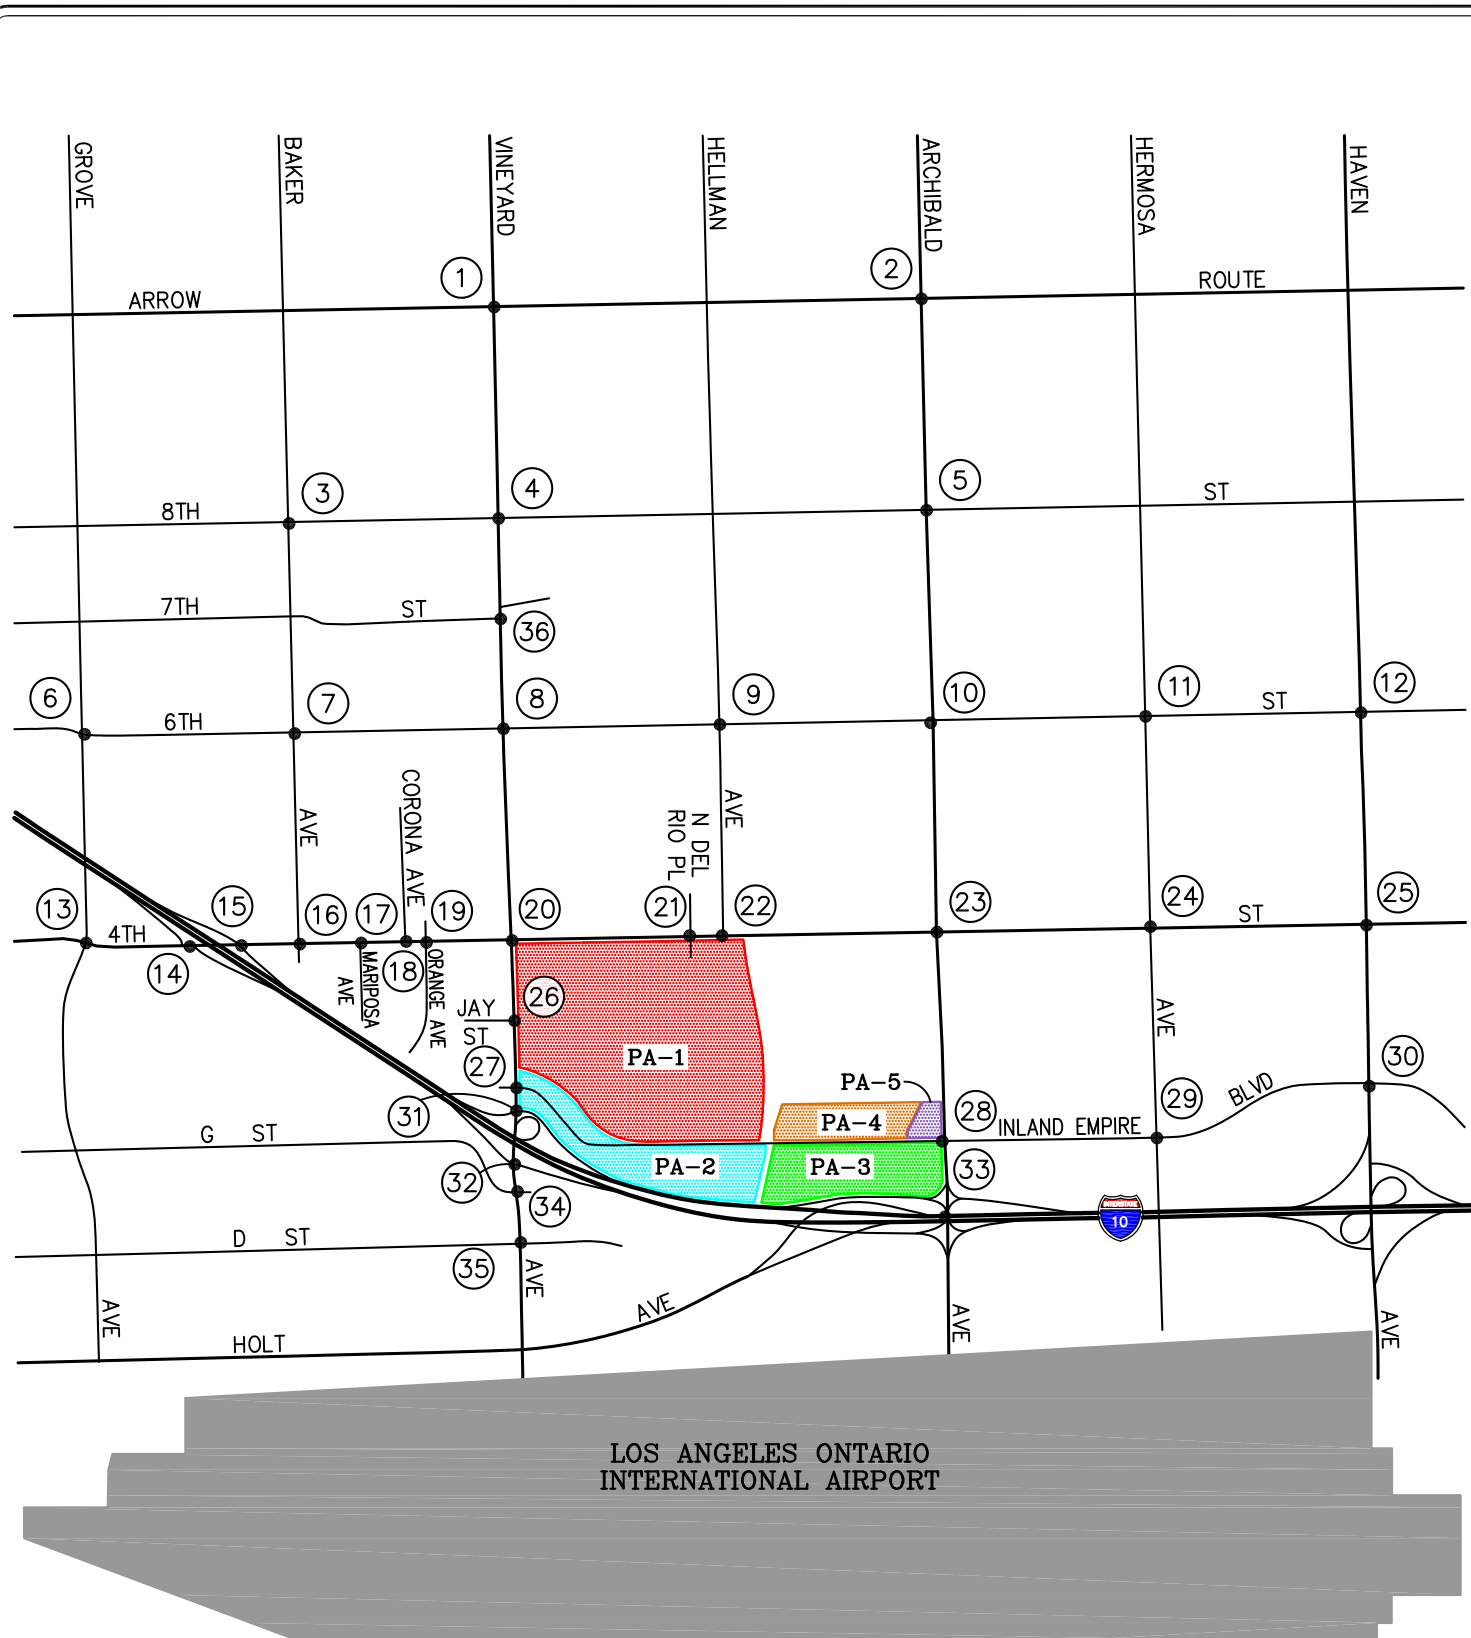 GROVE
BAKER
VINEYARD
HELLMAN
ARCHIBALD
HERMOSA
HAVEN
1
2
ARROW
ROUTE
3
4
5
8TH
ST
7TH
ST
36
6
7
8
9
10
11
12
6TH
ST
CORONA AVE
AVE
N DEL
RIO PL
AVE
13
15
16
17
19
20
21
22
23
24
25
4TH
ST
14
18
MARIPOSA
AVE
ORANGE AVE
26
JAY
ST
AVE
27
PA-1
30
PA-5
BLVD
31
PA-4
28
29
INLAND EMPIRE
G ST
PA-2
PA-3
33
32
34
INTERSTATE
10
D ST
35
AVE
AVE
AVE
AVE
AVE
HOLT
LOS ANGELES ONTARIO
INTERNATIONAL AIRPORT